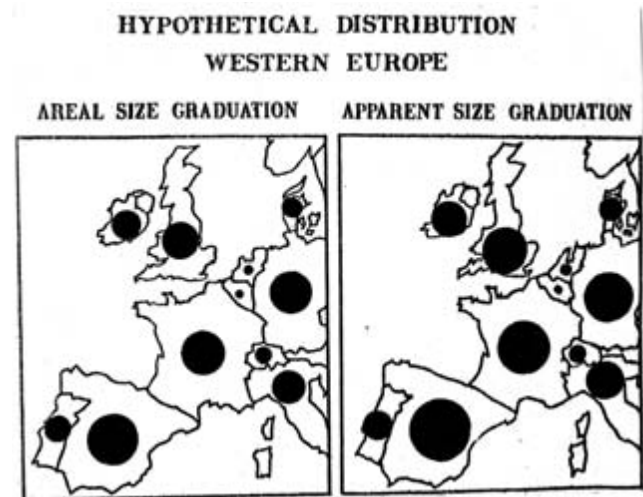 HYPOTHETICAL DISTRIBUTION
WESTERN EUROPE
AREAL SIZE GRADUATION
APPARENT SIZE GRADUATION